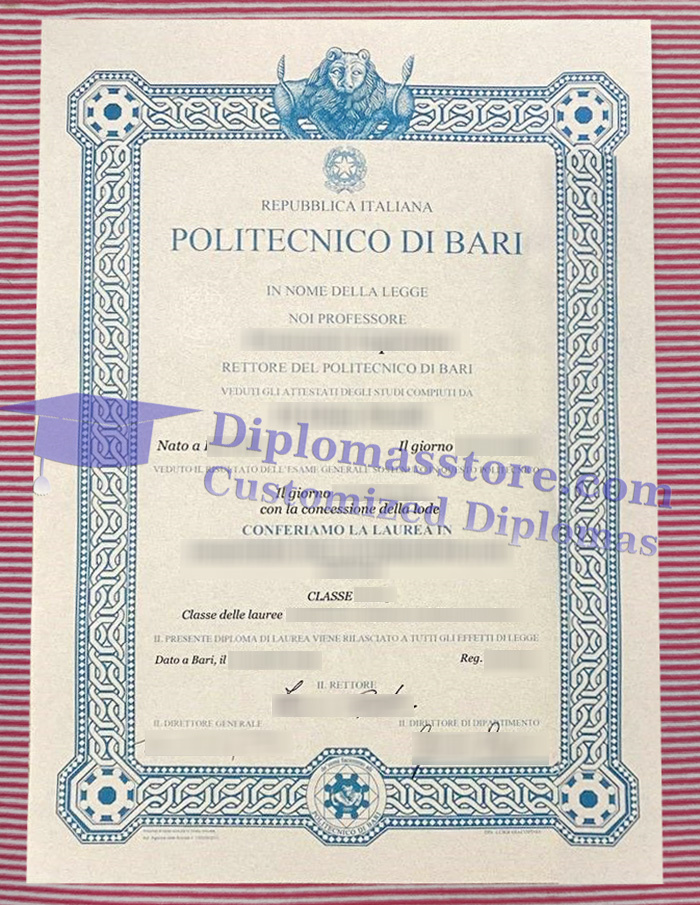 REPUBBLICA ITALIANA
POLITECNICO DI BARI
IN NOME DELLA LEGGE
NOI PROFESSORE
RETTORE DEL POLITECNICO DI BARI
VEDUTI GLI ATTESTATI DEGLI STUDI COMPIUTI DA
Nato a Il giorno
Diplomasstore.com
VEDUTO IL RISULTATO DELL'ESAME GENERALE SOSTENUTO IN QUESTO POLITECNICO
Customized Diplomas
Il giorno
con la concessione della lode
CONFERIAMO LA LAUREA IN
CLASSE
Classe delle lauree
IL PRESENTE DIPLOMA DI LAUREA VIENE RILASCIATO A TUTTI GLI EFFETTI DI LEGGE
Dato a Bari, il Reg.
IL RETTORE
IL DIRETTORE GENERALE IL DIRETTORE DI DIPARTIMENTO
POLITECNICO DI BARI